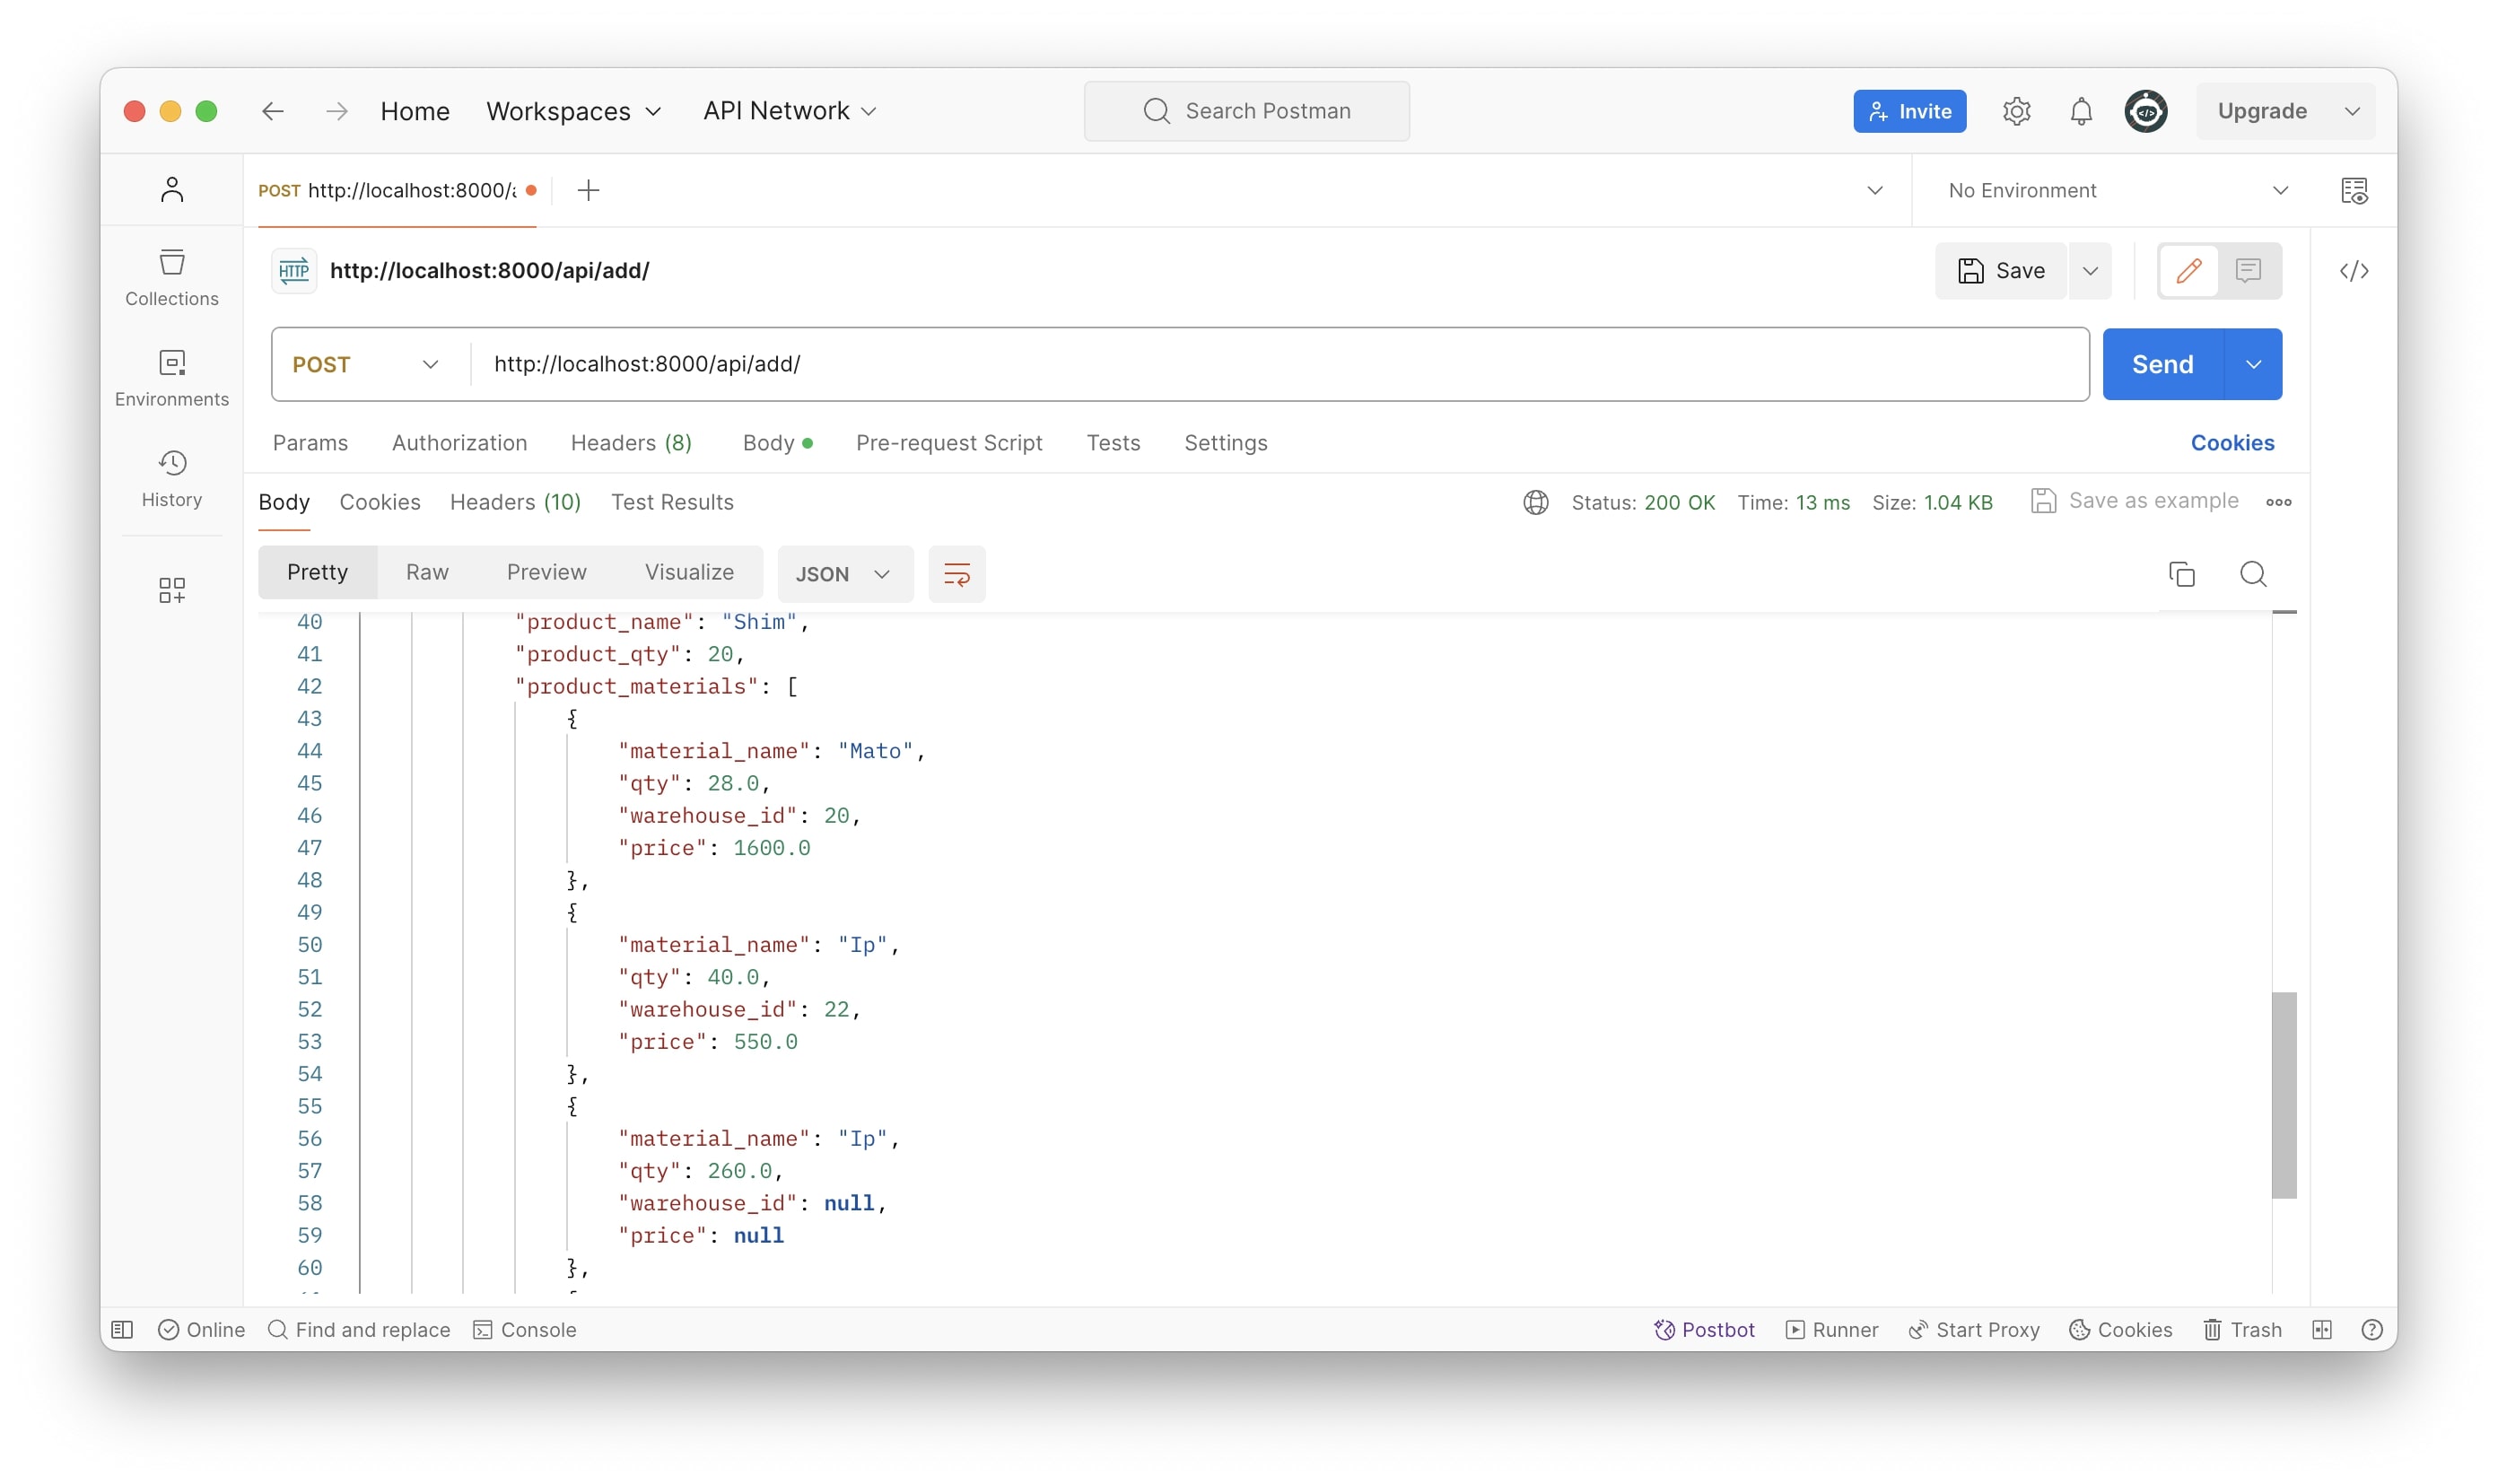 Home Workspaces API Network Search Postman Invite Upgrade
POST http://localhost:8000/a No Environment
HTTP http://localhost:8000/api/add/ Save
Collections
POST http://localhost:8000/api/add/ Send
Environments
Params Authorization Headers (8) Body Pre-request Script Tests Settings Cookies
History
Body Cookies Headers (10) Test Results Status: 200 OK Time: 13 ms Size: 1.04 KB Save as example
Pretty Raw Preview Visualize JSON
40 "product_name": "Shim",
41 "product_qty": 20,
42 "product_materials": [
43 {
44 "material_name": "Mato",
45 "qty": 28.0,
46 "warehouse_id": 20,
47 "price": 1600.0
48 },
49 {
50 "material_name": "Ip",
51 "qty": 40.0,
52 "warehouse_id": 22,
53 "price": 550.0
54 },
55 {
56 "material_name": "Ip",
57 "qty": 260.0,
58 "warehouse_id": null,
59 "price": null
60 },
Online Find and replace Console Postbot Runner Start Proxy Cookies Trash